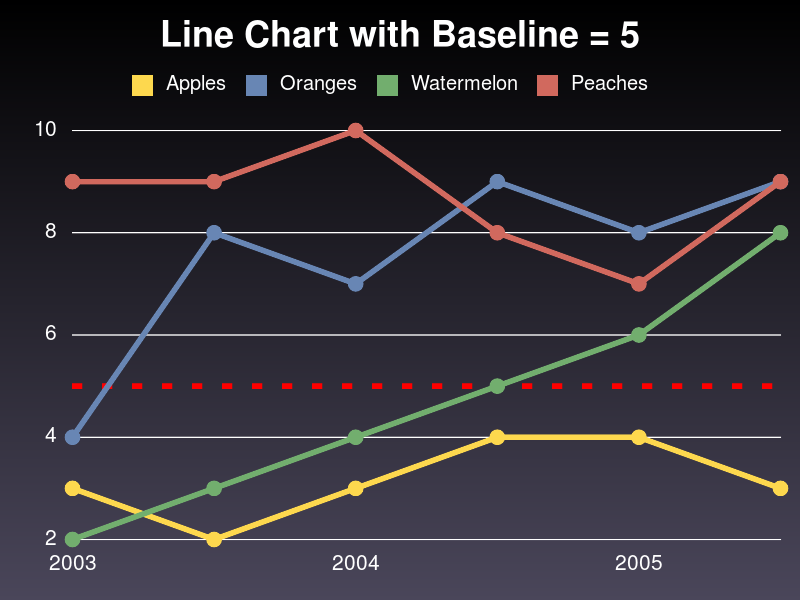 Line Chart with Baseline = 5
Apples Oranges Watermelon Peaches
10
8
6
4
2
2003 2004 2005